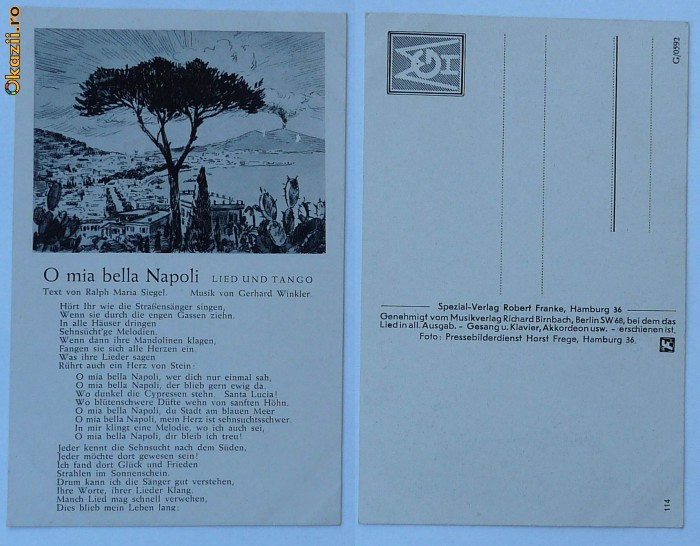 Okazii.ro
O mia bella Napoli LIED UND TANGO
Text von Ralph Maria Siegel. Musik von Gerhard Winkler.
Hört Ihr wie die Straßensänger singen,
Wenn sie durch die engen Gassen ziehn.
In alle Häuser dringen
Sehnsücht'ge Melodien.
Wenn dann ihre Mandolinen klagen,
Fangen sie sich alle Herzen ein.
Was ihre Lieder sagen
Rührt auch ein Herz von Stein:
O mia bella Napoli, wer dich nur einmal sah,
O mia bella Napoli, der blieb gern ewig da.
Wo dunkel die Cypressen stehn. Santa Lucia!
Wo blütenschwere Düfte wehn von sanften Höhn.
O mia bella Napoli, du Stadt am blauen Meer
O mia bella Napoli, mein Herz ist sehnsuchtsschwer.
In mir klingt eine Melodie, wo ich auch sei,
O mia bella Napoli, dir bleib ich treu!
Jeder kennt die Sehnsucht nach dem Süden,
Jeder möchte dort gewesen sein!
Ich fand dort Glück und Frieden
Strahlen im Sonnenschein.
Drum kann ich die Sänger gut verstehen,
Ihre Worte, ihrer Lieder Klang.
Manch Lied mag schnell verwehen,
Dies blieb mein Leben lang.
G/0592
Spezial-Verlag Robert Franke, Hamburg 36
Genehmigt vom Musikverlag Richard Birnbach, Berlin SW 68, bei dem das
Lied in all. Ausgab. - Gesang u. Klavier, Akkordeon usw. - erschienen ist.
Foto: Pressebilderdienst Horst Frege, Hamburg 36.
114